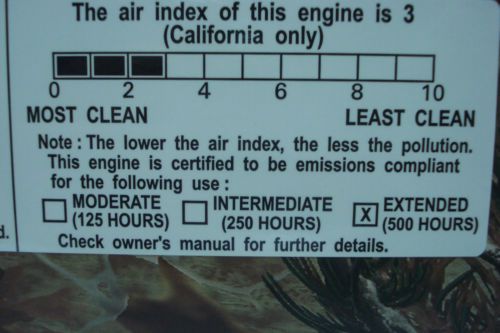 The air index of this engine is 3
(California only)
0 2 4 6 8 10
MOST CLEAN LEAST CLEAN
Note : The lower the air index, the less the pollution.
This engine is certified to be emissions compliant
for the following use :
MODERATE INTERMEDIATE X EXTENDED
(125 HOURS) (250 HOURS) (500 HOURS)
d. Check owner's manual for further details.